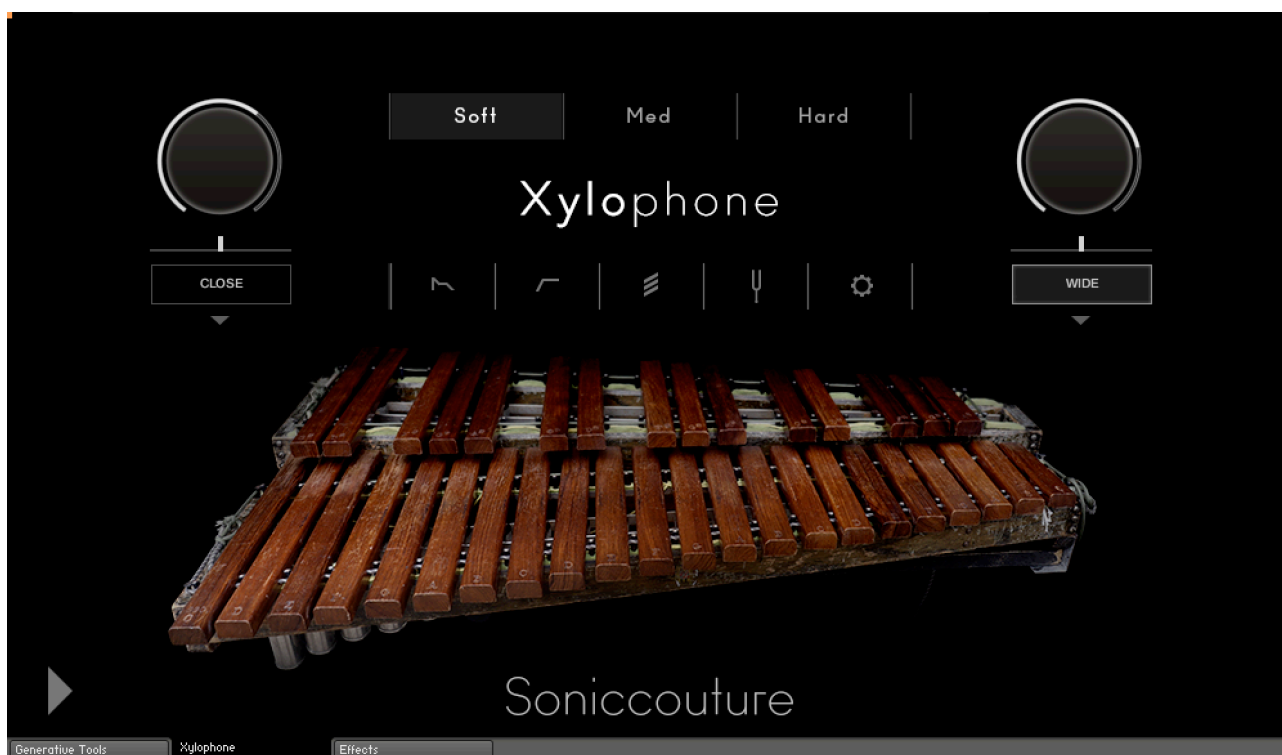 Soft Med Hard
Xylophone
CLOSE WIDE
Soniccouture
Generative Tools Xylophone Effects